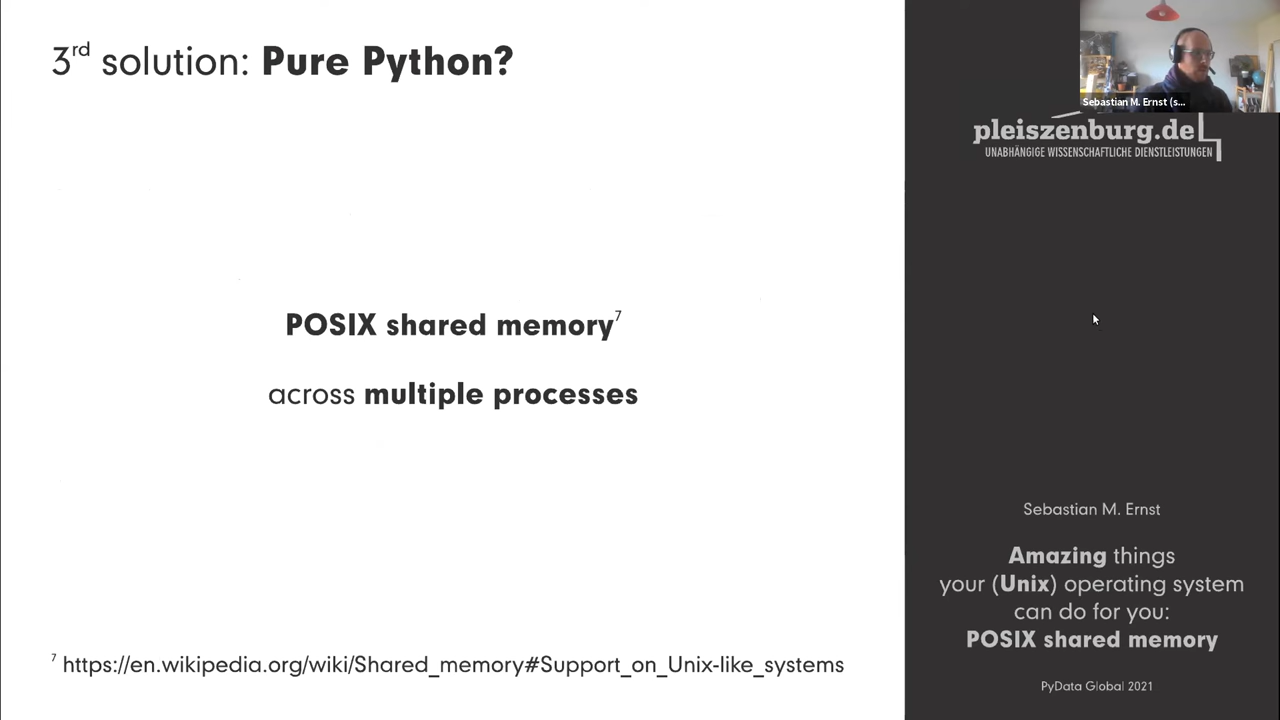 3rd solution: Pure Python?
POSIX shared memory7
across multiple processes
7 https://en.wikipedia.org/wiki/Shared_memory#Support_on_Unix-like_systems
Sebastian M. Ernst (s...
pleiszenburg.de
UNABHÄNGIGE WISSENSCHAFTLICHE DIENSTLEISTUNGEN
Sebastian M. Ernst
Amazing things
your (Unix) operating system
can do for you:
POSIX shared memory
PyData Global 2021